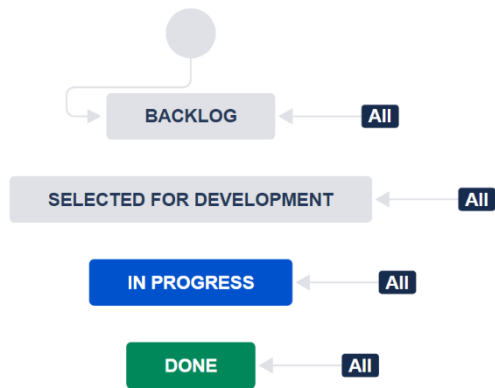 BACKLOG All
SELECTED FOR DEVELOPMENT All
IN PROGRESS All
DONE All